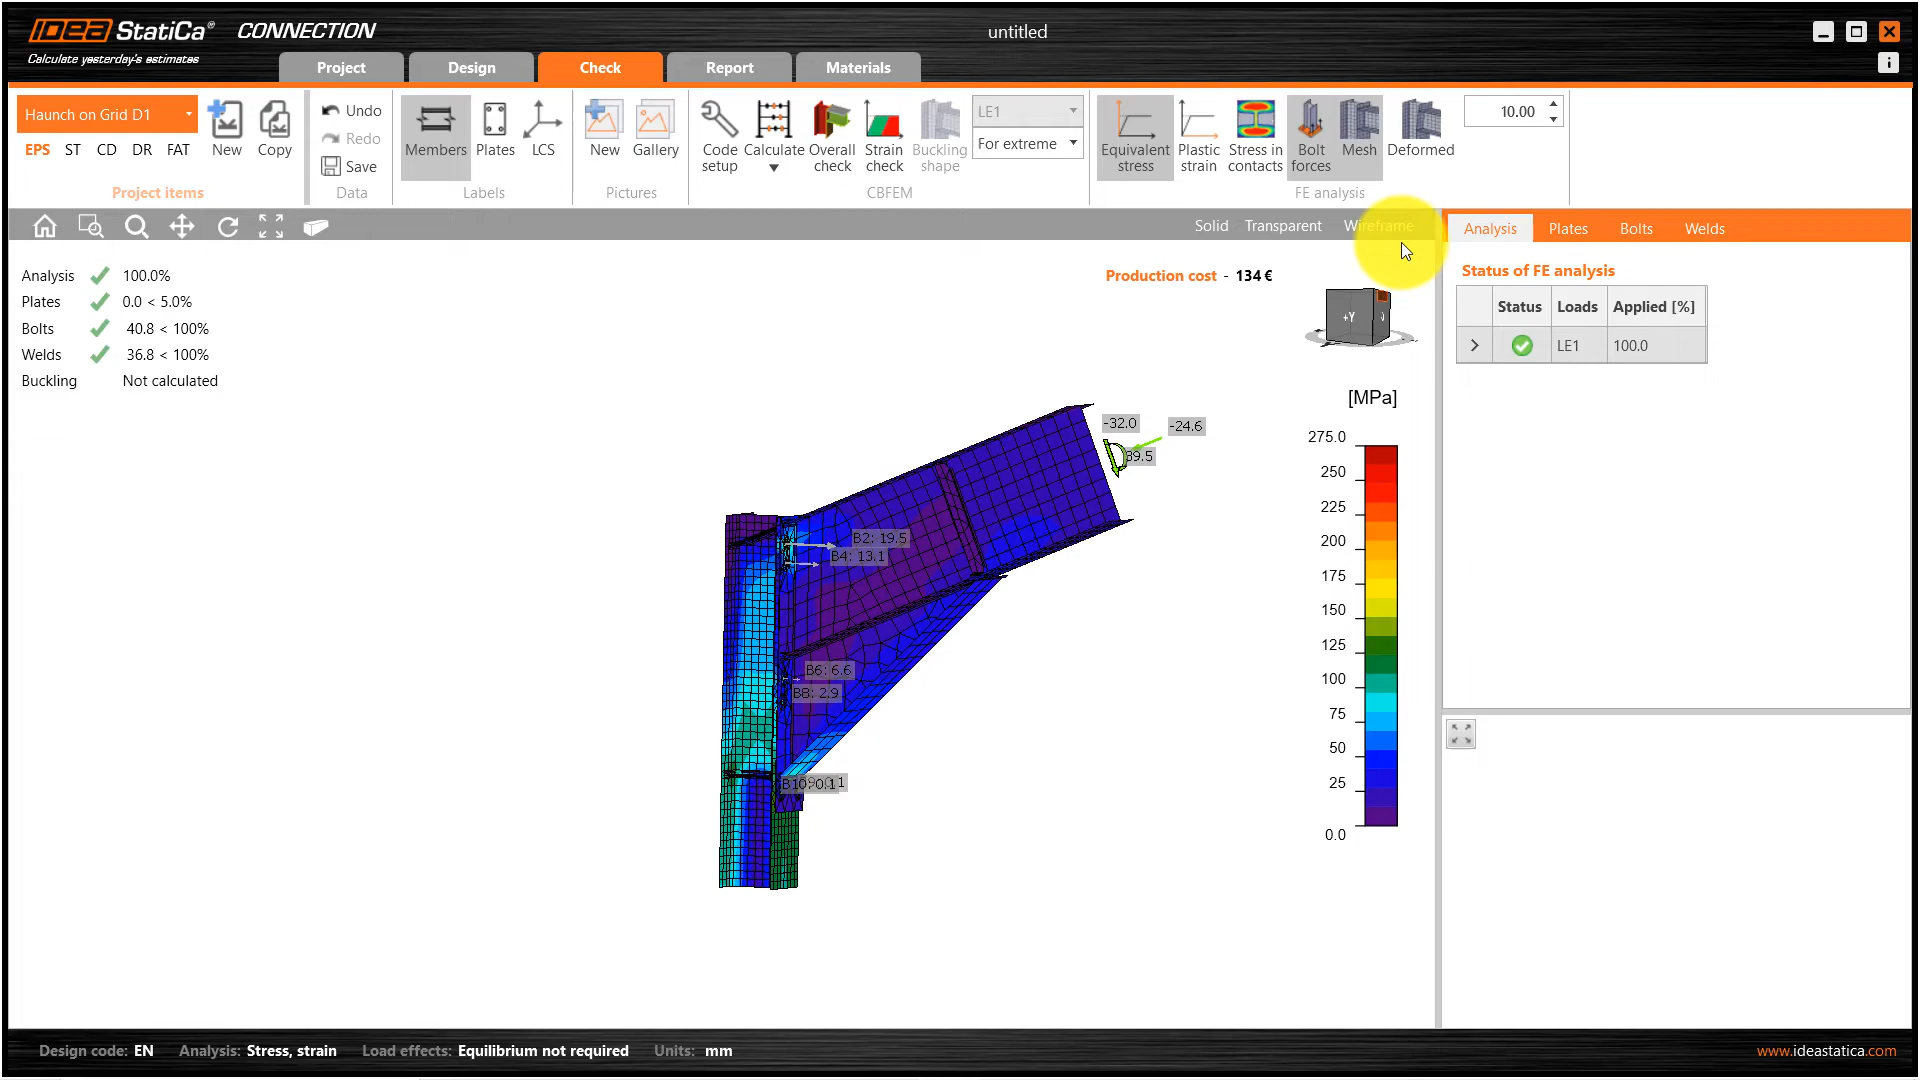 IDEA StatiCa® CONNECTION
Calculate yesterday's estimates
untitled
Project
Design
Check
Report
Materials
Haunch on Grid D1
EPS ST CD DR FAT
New
Copy
Project items
Undo
Redo
Save
Data
Members
Plates
LCS
Labels
New
Gallery
Pictures
Code setup
Calculate
Overall check
Strain check
Buckling shape
LE1
For extreme
CBFEM
Equivalent stress
Plastic strain
Stress in contacts
Bolt forces
Mesh
Deformed
10.00
FE analysis
Solid Transparent Wireframe
Analysis 100.0%
Plates 0.0 < 5.0%
Bolts 40.8 < 100%
Welds 36.8 < 100%
Buckling Not calculated
Production cost - 134 €
+Y
[MPa]
275.0
250
225
200
175
150
125
100
75
50
25
0.0
-32.0
-24.6
39.5
B2: 19.5
B4: 13.1
B6: 6.6
B8: 2.9
Analysis Plates Bolts Welds
Status of FE analysis
Status Loads Applied [%]
LE1 100.0
Design code: EN Analysis: Stress, strain Load effects: Equilibrium not required Units: mm
www.ideastatica.com